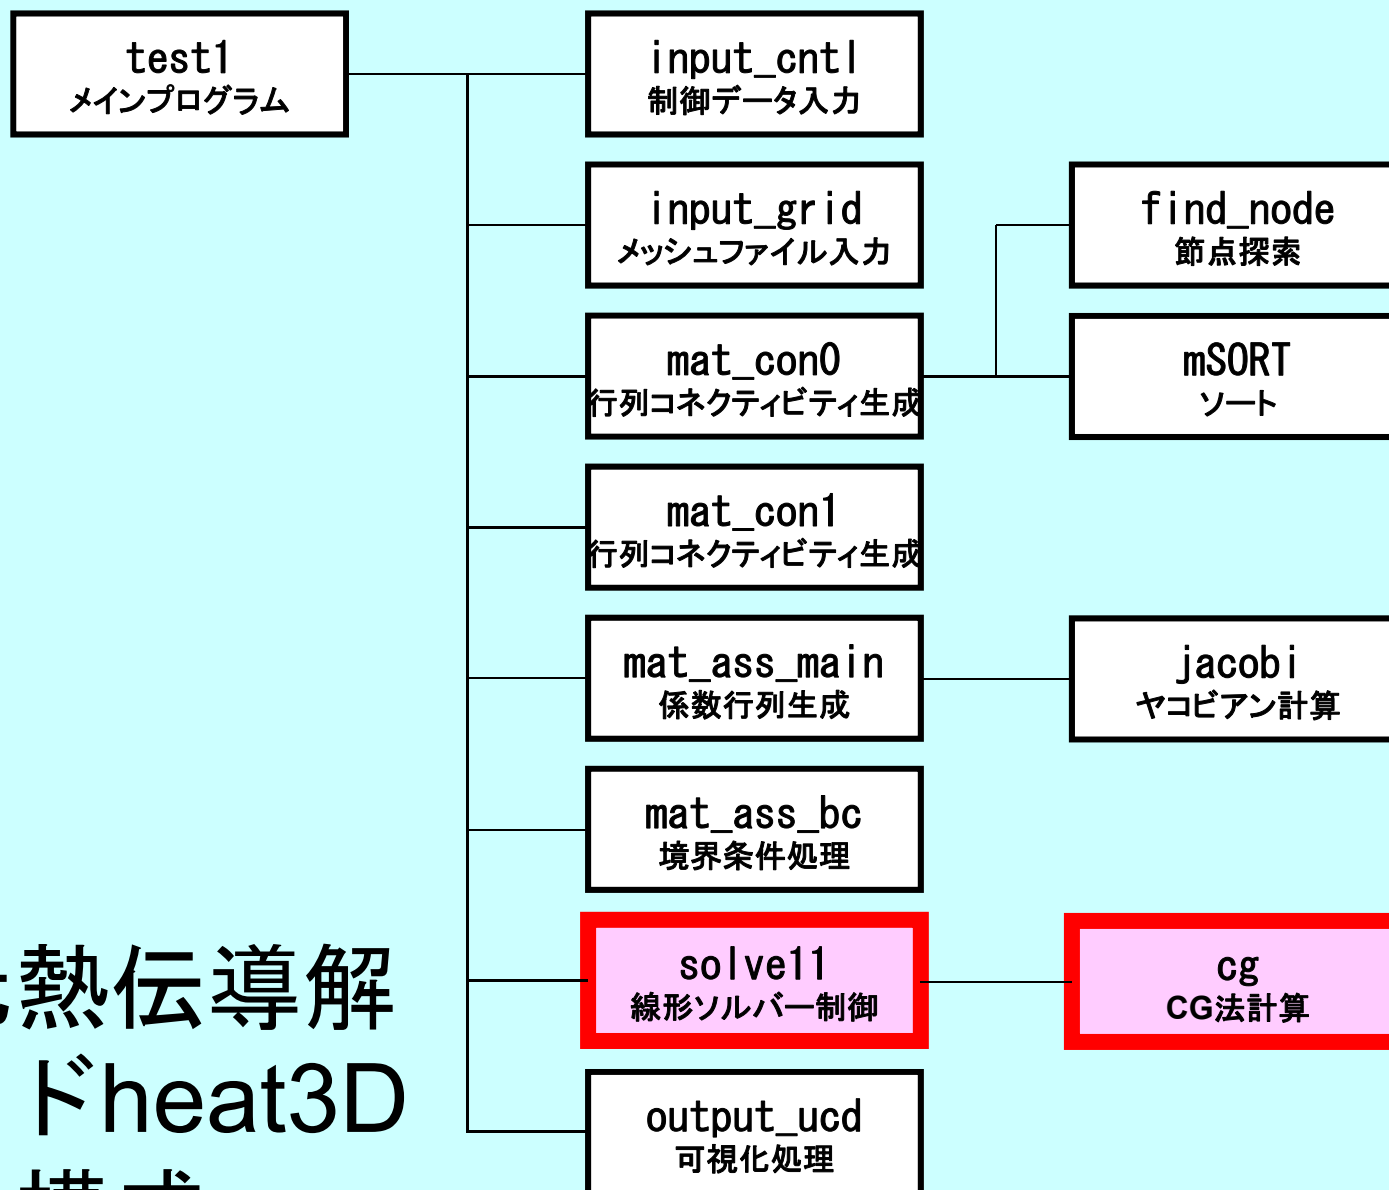 test1
メインプログラム
input_cntl
制御データ入力
input_grid
メッシュファイル入力
find_node
節点探索
mat_con0
行列コネクティビティ生成
mSORT
ソート
mat_con1
行列コネクティビティ生成
mat_ass_main
係数行列生成
jacobi
ヤコビアン計算
mat_ass_bc
境界条件処理
solve11
線形ソルバー制御
cg
CG法計算
output_ucd
可視化処理
熱伝導解
ドheat3D
構成